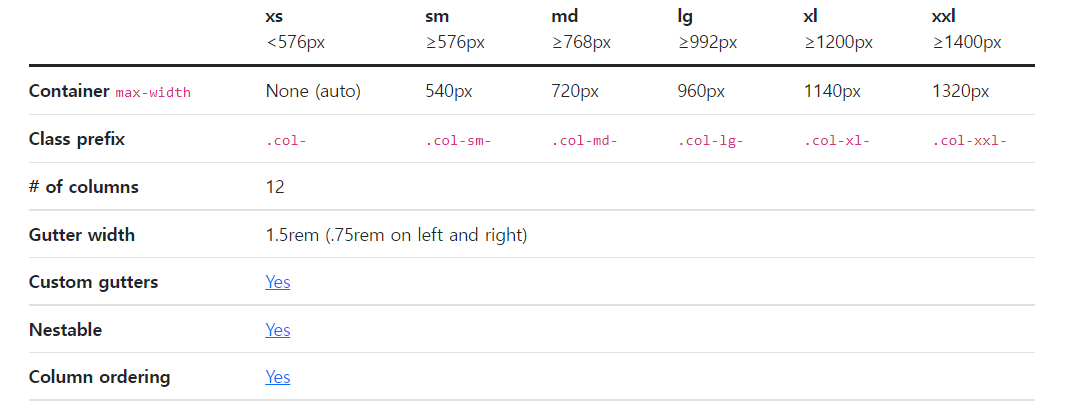 xs sm md lg xl xxl
<576px ≥576px ≥768px ≥992px ≥1200px ≥1400px
Container max-width None (auto) 540px 720px 960px 1140px 1320px
Class prefix .col- .col-sm- .col-md- .col-lg- .col-xl- .col-xxl-
# of columns 12
Gutter width 1.5rem (.75rem on left and right)
Custom gutters Yes
Nestable Yes
Column ordering Yes